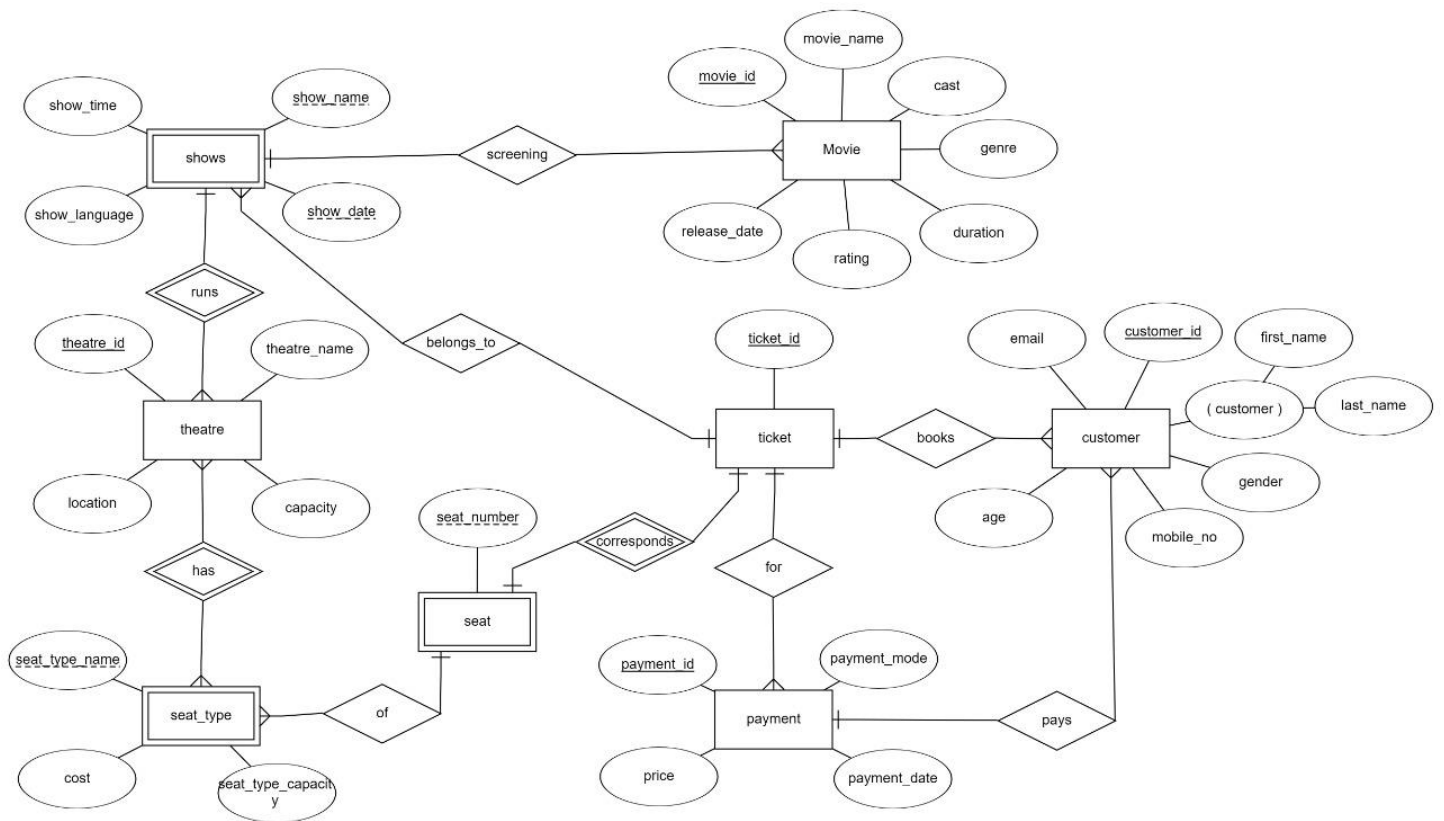 movie_name
movie_id
cast
show_time
show_name
shows
screening
Movie
genre
show_language
show_date
release_date
duration
rating
runs
theatre_id
theatre_name
belongs_to
ticket_id
email
customer_id
first_name
( customer )
last_name
theatre
ticket
books
customer
location
capacity
gender
seat_number
age
mobile_no
corresponds
has
for
seat
seat_type_name
payment_id
payment_mode
seat_type
of
payment
pays
cost
seat_type_capacit
y
price
payment_date